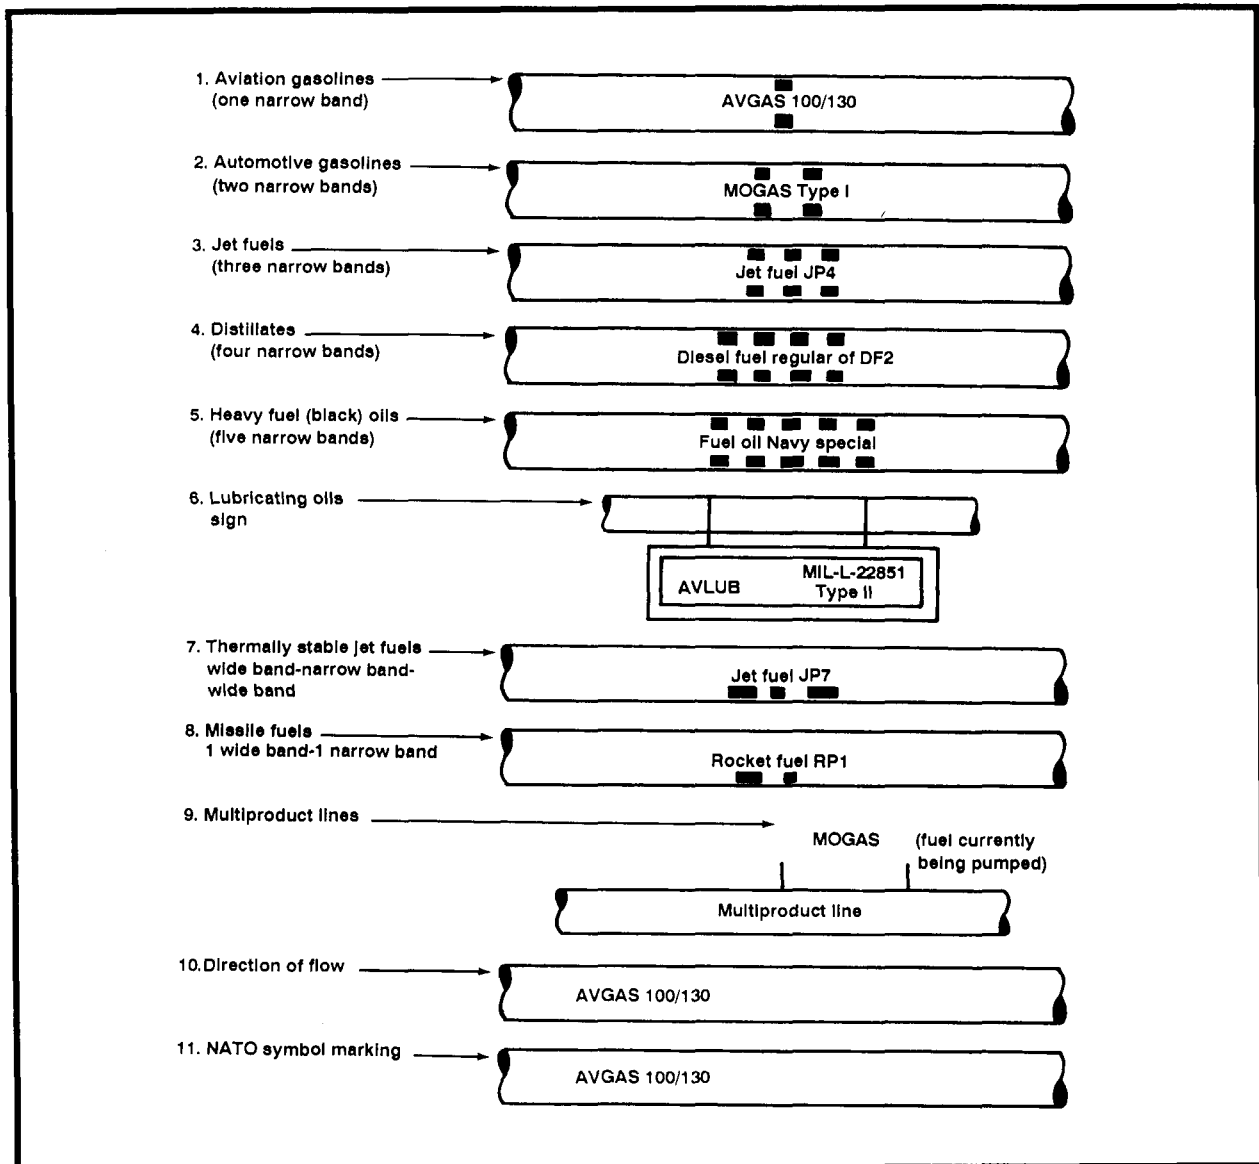 1. Aviation gasolines
(one narrow band)
AVGAS 100/130
2. Automotive gasolines
(two narrow bands)
MOGAS Type I
3. Jet fuels
(three narrow bands)
Jet fuel JP4
4. Distillates
(four narrow bands)
Diesel fuel regular of DF2
5. Heavy fuel (black) oils
(five narrow bands)
Fuel oil Navy special
6. Lubricating oils
sign
AVLUB
MIL-L-22851
Type II
7. Thermally stable jet fuels
wide band-narrow band-
wide band
Jet fuel JP7
8. Missile fuels
1 wide band-1 narrow band
Rocket fuel RP1
9. Multiproduct lines
MOGAS
(fuel currently
being pumped)
Multiproduct line
10. Direction of flow
AVGAS 100/130
11. NATO symbol marking
AVGAS 100/130